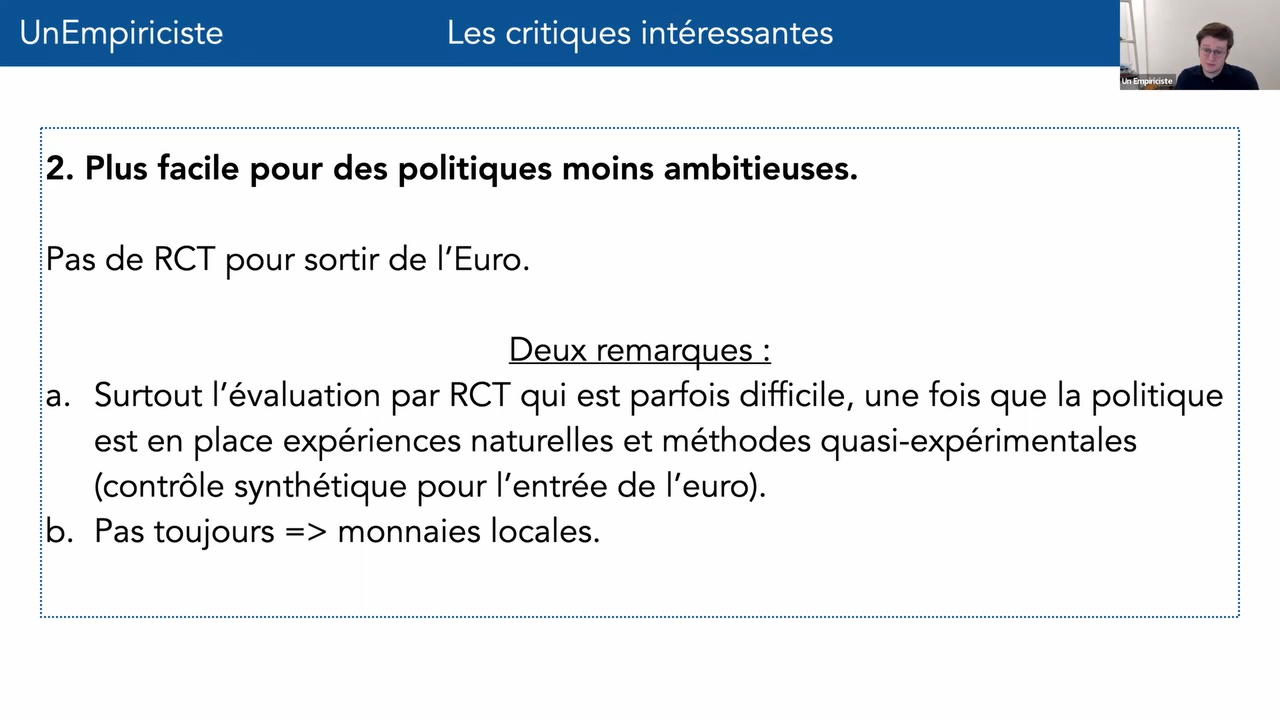 UnEmpiriciste
Les critiques intéressantes
Un Empiriciste
2. Plus facile pour des politiques moins ambitieuses.
Pas de RCT pour sortir de l’Euro.
Deux remarques :
a. Surtout l’évaluation par RCT qui est parfois difficile, une fois que la politique
est en place expériences naturelles et méthodes quasi-expérimentales
(contrôle synthétique pour l’entrée de l’euro).
b. Pas toujours => monnaies locales.